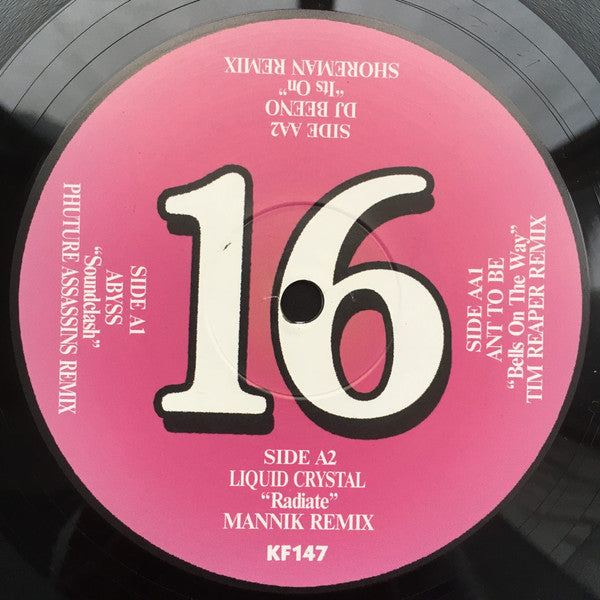 SIDE AA2
DJ BEENO
"Its On"
SHOREMAN REMIX
16
SIDE A1
ABYSS
"Soundclash"
PHUTURE ASSASSINS REMIX
SIDE AA1
ANT TO BE
"Bells On The Way"
TIM REAPER REMIX
SIDE A2
LIQUID CRYSTAL
"Radiate"
MANNIK REMIX
KF147